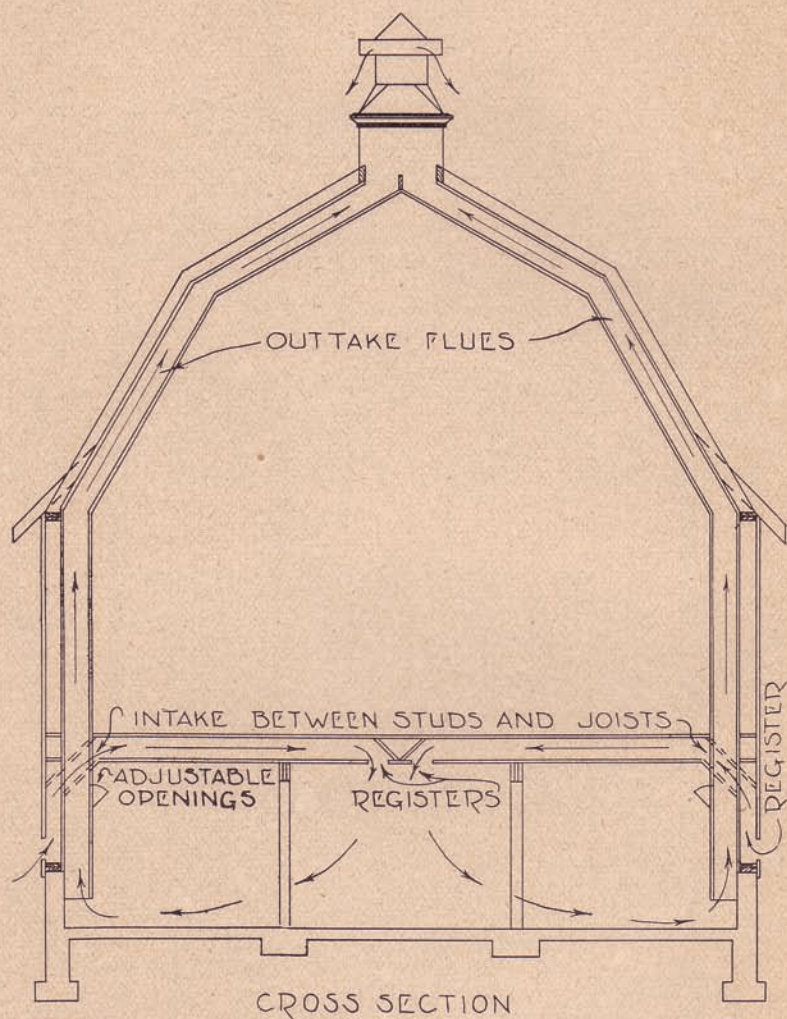 OUTTAKE FLUES
INTAKE BETWEEN STUDS AND JOISTS
ADJUSTABLE
OPENINGS
REGISTERS
REGISTER
CROSS SECTION